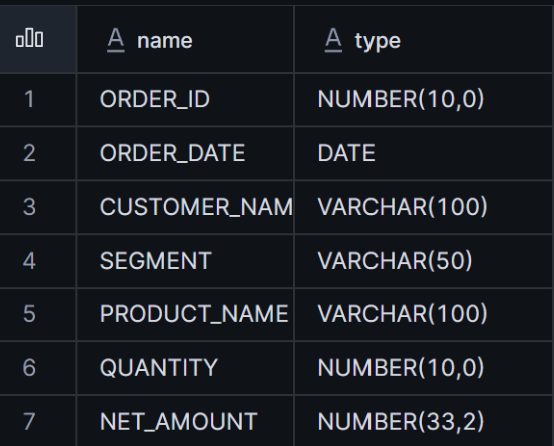 A name A type
1 ORDER_ID NUMBER(10,0)
2 ORDER_DATE DATE
3 CUSTOMER_NAM VARCHAR(100)
4 SEGMENT VARCHAR(50)
5 PRODUCT_NAME VARCHAR(100)
6 QUANTITY NUMBER(10,0)
7 NET_AMOUNT NUMBER(33,2)